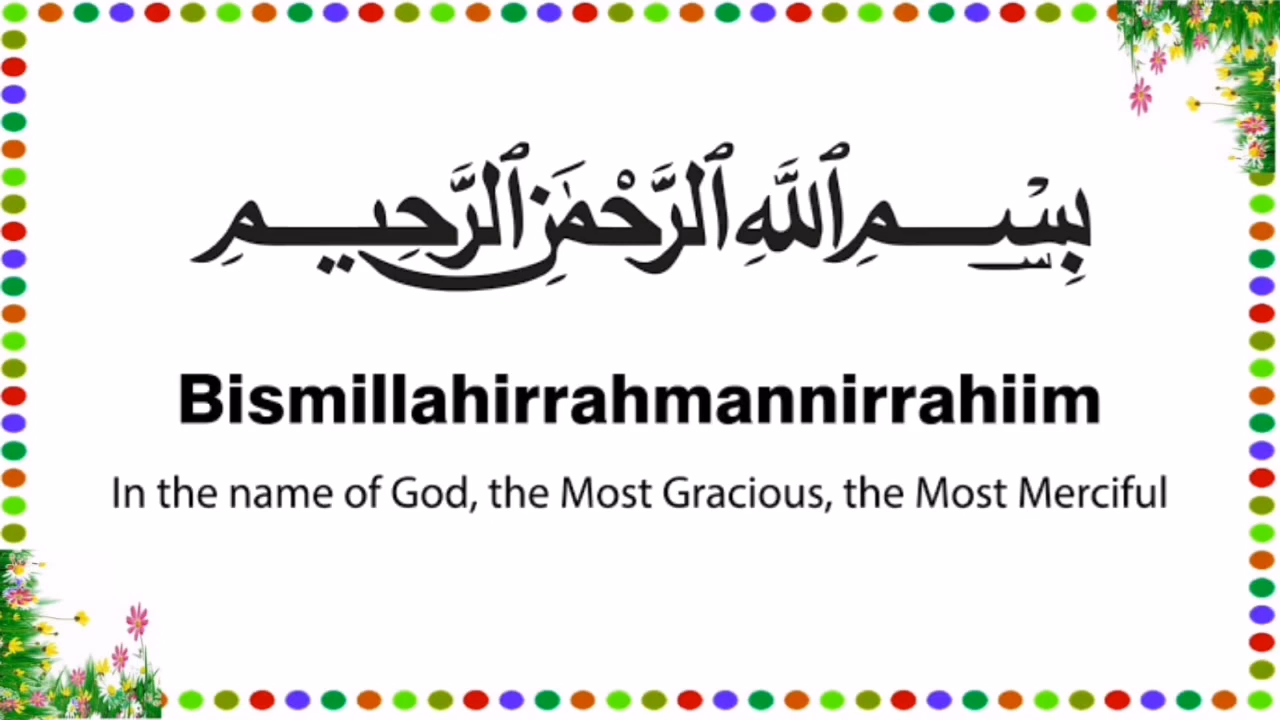 بِسْمِ ٱللَّهِ ٱلرَّحْمَٰنِ ٱلرَّحِيمِ
Bismillahirrahmannirrahiim
In the name of God, the Most Gracious, the Most Merciful